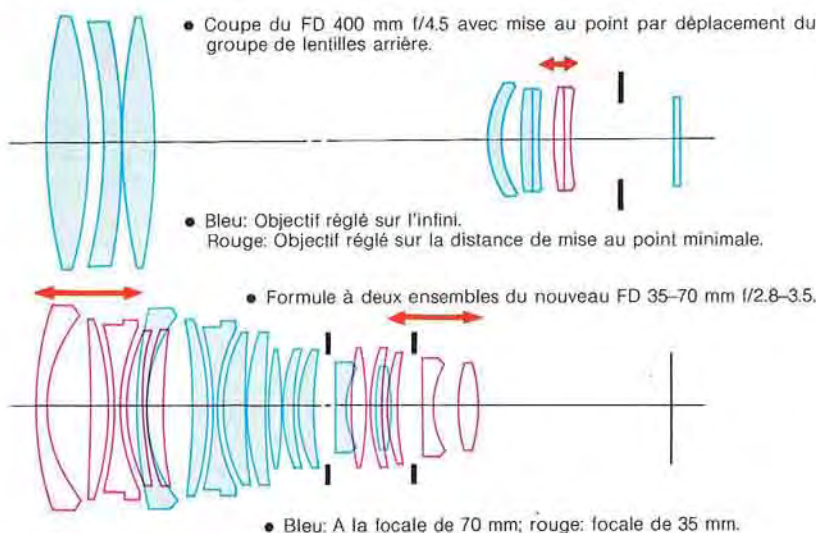 ● Coupe du FD 400 mm f/4.5 avec mise au point par déplacement du
groupe de lentilles arrière.
● Bleu: Objectif réglé sur l'infini.
Rouge: Objectif réglé sur la distance de mise au point minimale.
● Formule à deux ensembles du nouveau FD 35–70 mm f/2.8–3.5.
● Bleu: A la focale de 70 mm; rouge: focale de 35 mm.